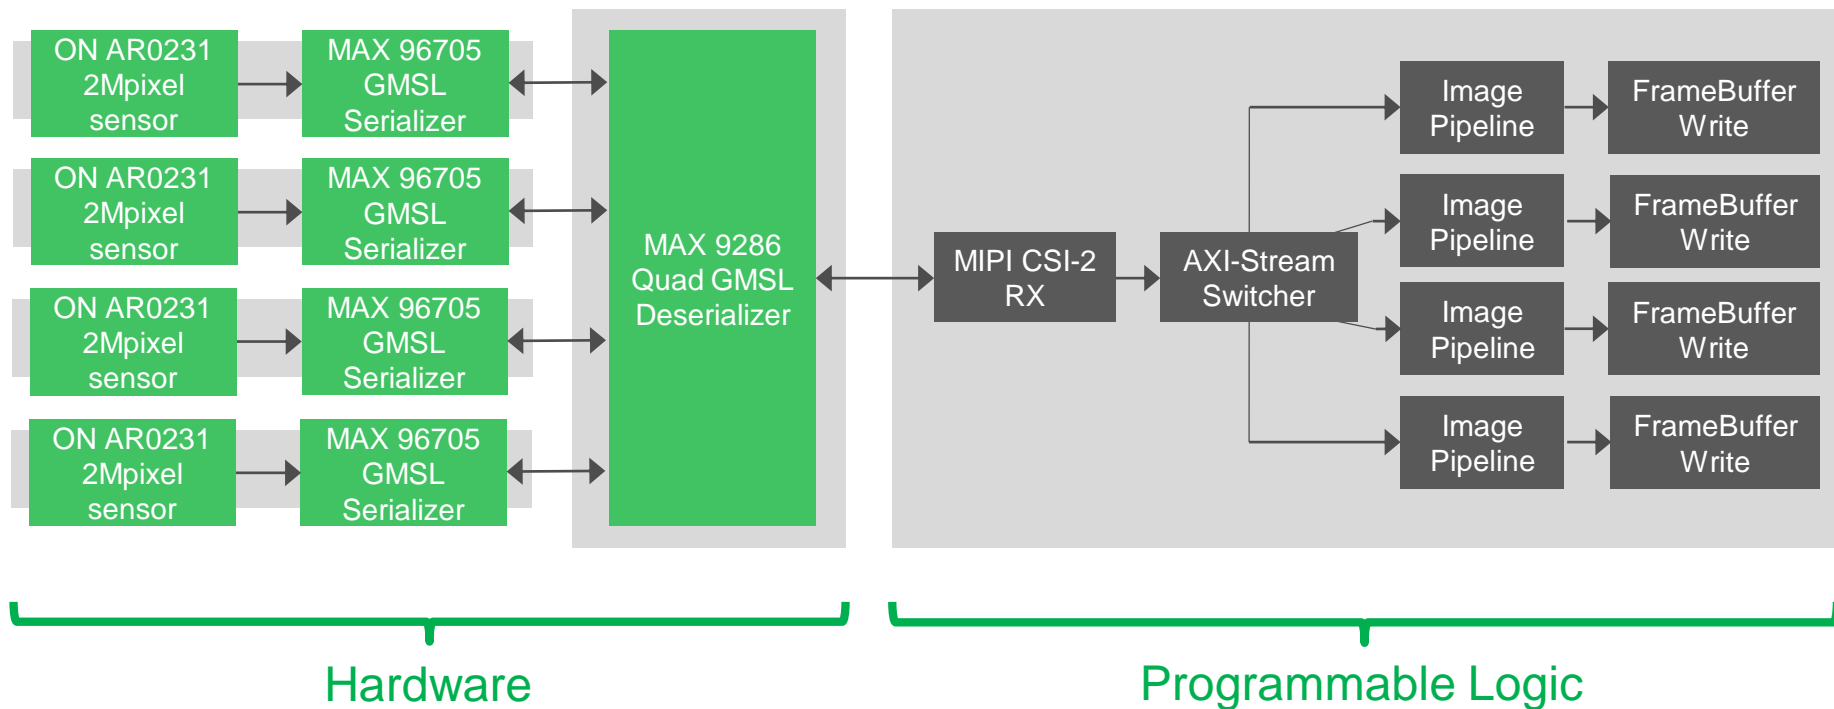 ON AR0231
2Mpixel
sensor
MAX 96705
GMSL
Serializer
ON AR0231
2Mpixel
sensor
MAX 96705
GMSL
Serializer
ON AR0231
2Mpixel
sensor
MAX 96705
GMSL
Serializer
ON AR0231
2Mpixel
sensor
MAX 96705
GMSL
Serializer
MAX 9286
Quad GMSL
Deserializer
MIPI CSI-2
RX
AXI-Stream
Switcher
Image
Pipeline
FrameBuffer
Write
Image
Pipeline
FrameBuffer
Write
Image
Pipeline
FrameBuffer
Write
Image
Pipeline
FrameBuffer
Write
Hardware
Programmable Logic